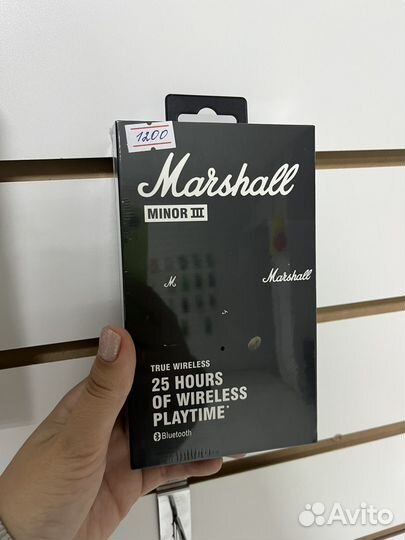 1200
Marshall
MINOR III
M
Marshall
TRUE WIRELESS
25 HOURS
OF WIRELESS
PLAYTIME*
Bluetooth
Avito